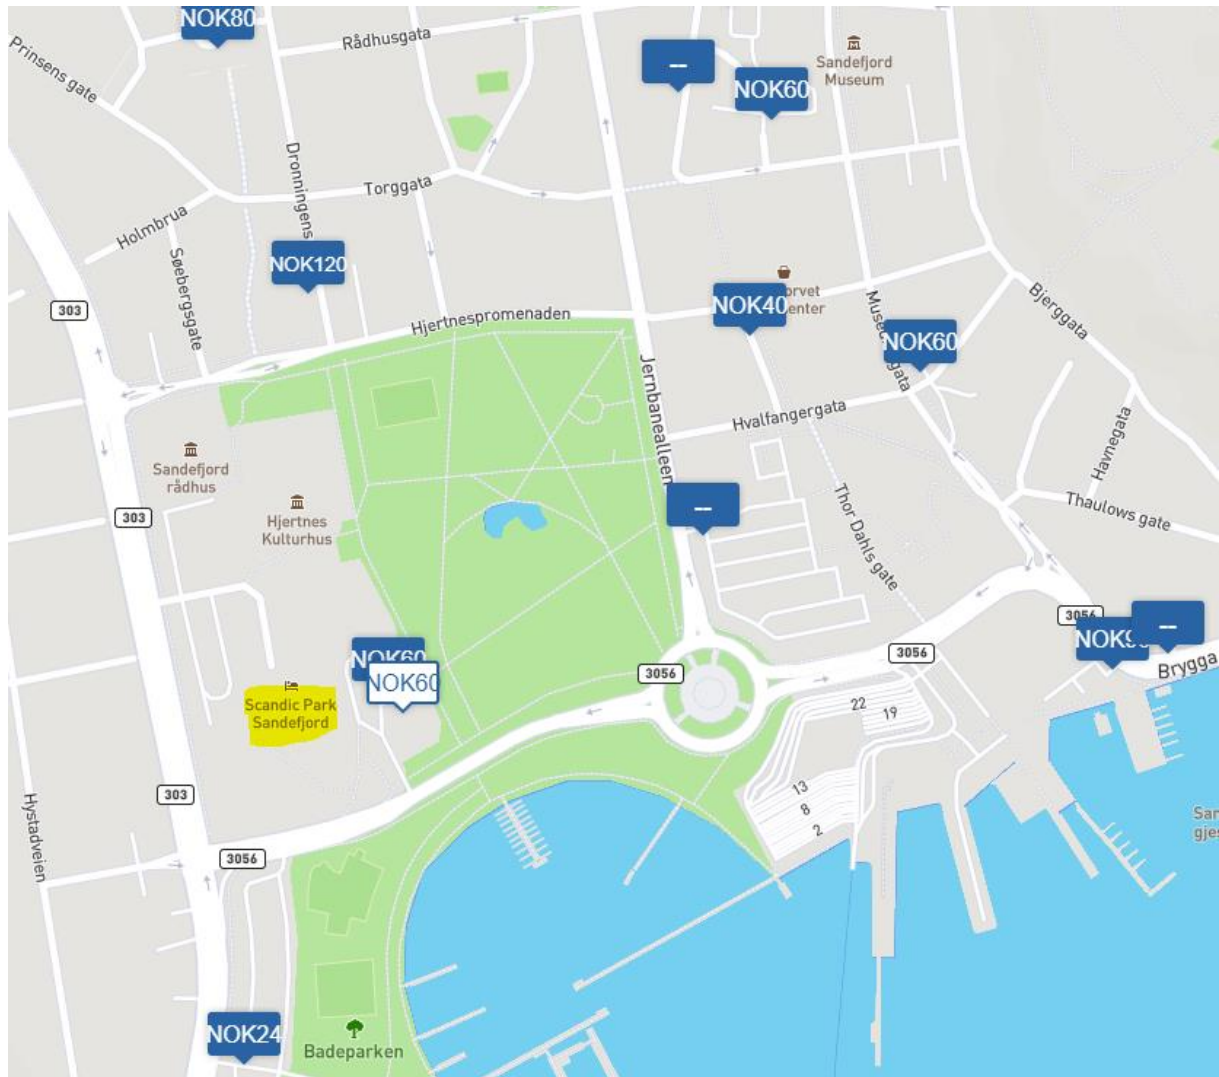 NOK80
Rådhusgata
Prinsens gate
--
NOK60
Sandefjord
Museum
Dronningens
Torggata
Holmbrua
Søebergsgate
NOK120
303
Hjertnespromenaden
NOK40
NOK60
Bjerggata
Jernbanealleen
Hvalfangergata
Havnegata
Thaulows gate
Sandefjord
rådhus
303
Hjertnes
Kulturhus
--
Thor Dahls gate
3056
--
Brygga
3056
3056
NOK60
NOK60
Scandic Park
Sandefjord
22
19
13
8
2
303
Hystadveien
3056
NOK24
Badeparken